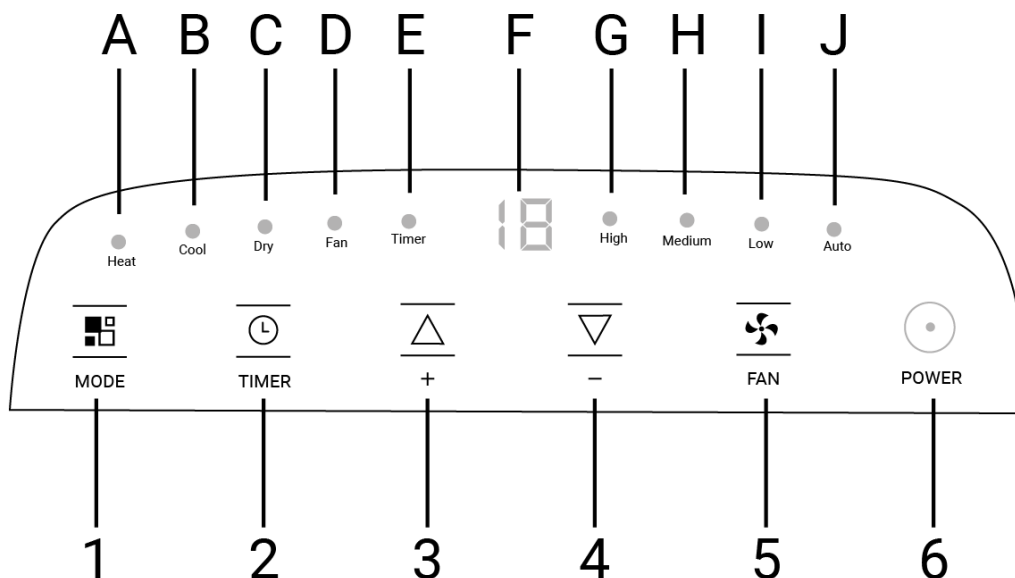 A B C D E F G H I J
Heat Cool Dry Fan Timer 18 High Medium Low Auto
MODE TIMER + − FAN POWER
1 2 3 4 5 6